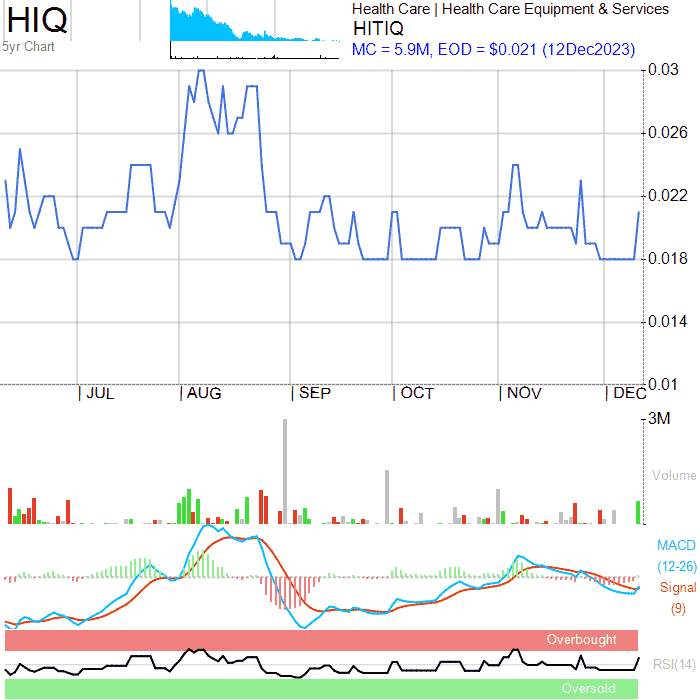 HIQ
5yr Chart
Health Care | Health Care Equipment & Services
HITIQ
MC = 5.9M, EOD = $0.021 (12Dec2023)
0.03
0.026
0.022
0.018
0.014
0.01
| JUL | AUG | SEP | OCT | NOV | DEC
3M
Volume
MACD
(12-26)
Signal
(9)
Overbought
RSI(14)
Oversold